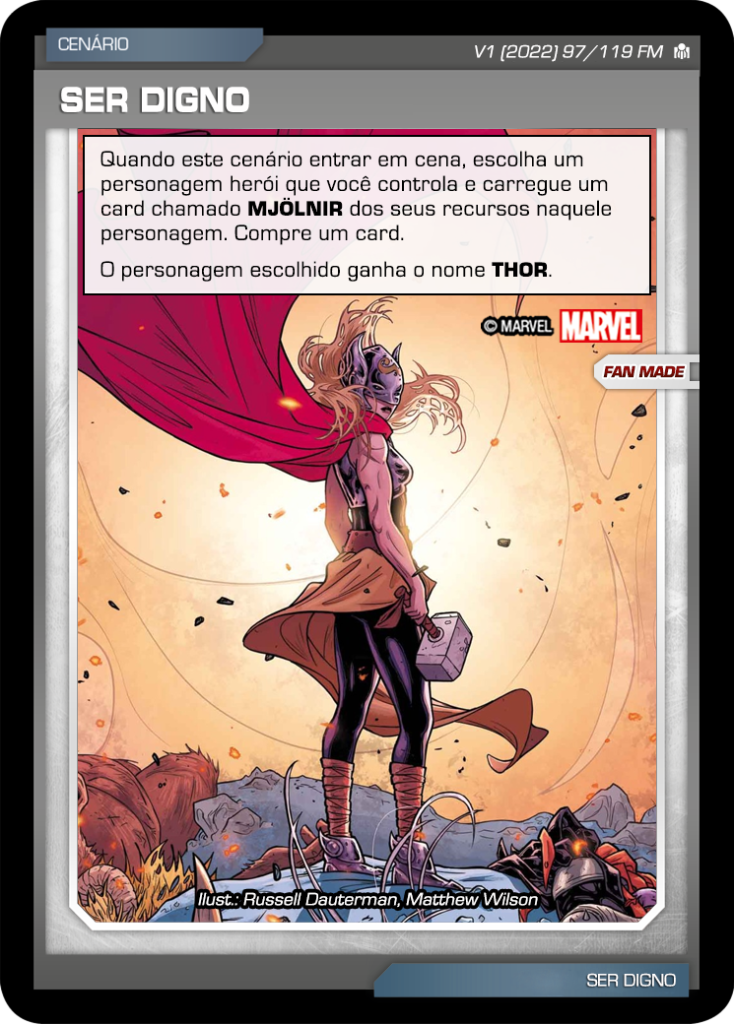 CENÁRIO
V1 (2022) 97/119 FM
SER DIGNO
Quando este cenário entrar em cena, escolha um
personagem herói que você controla e carregue um
card chamado MJÖLNIR dos seus recursos naquele
personagem. Compre um card.
O personagem escolhido ganha o nome THOR.
© MARVEL MARVEL
FAN MADE
Ilust.: Russell Dauterman, Matthew Wilson
SER DIGNO